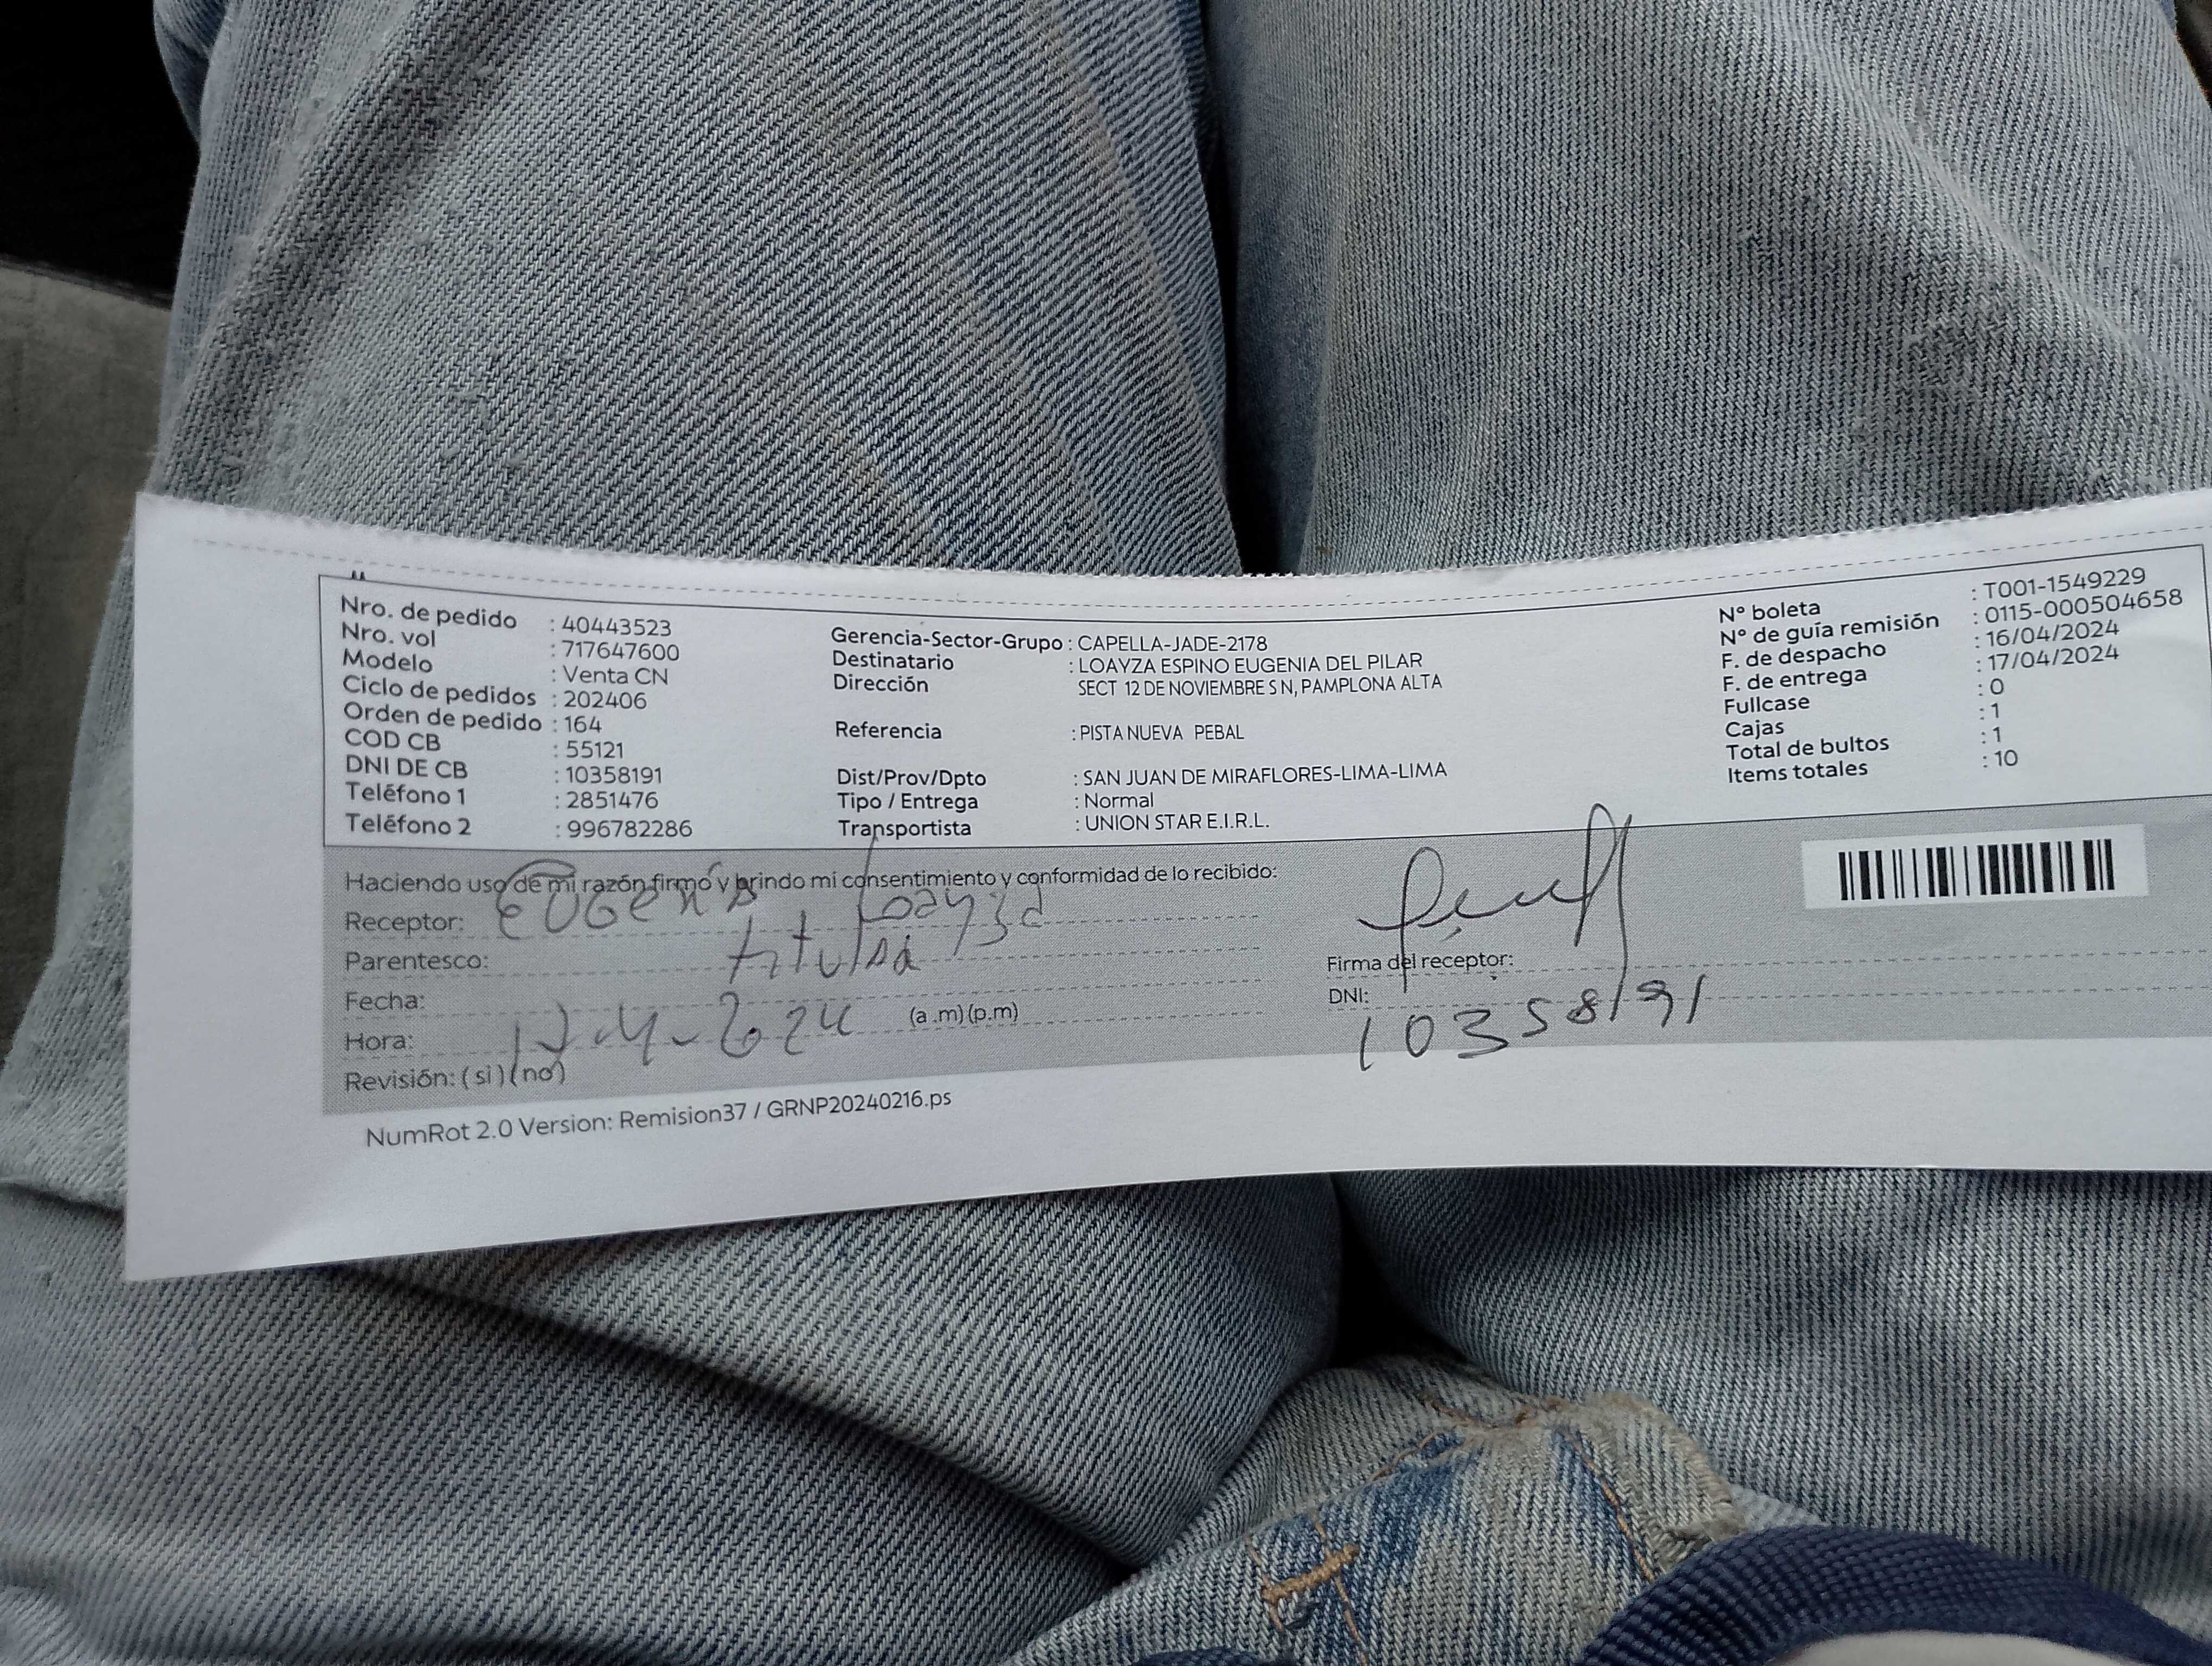 Nro. de pedido : 40443523
Nro. vol : 717647600
Modelo : Venta CN
Ciclo de pedidos : 202406
Orden de pedido : 164
COD CB : 55121
DNI DE CB : 10358191
Teléfono 1 : 2851476
Teléfono 2 : 996782286
Gerencia-Sector-Grupo : CAPELLA-JADE-2178
Destinatario : LOAYZA ESPINO EUGENIA DEL PILAR
Dirección SECT 12 DE NOVIEMBRE S N, PAMPLONA ALTA
Referencia : PISTA NUEVA PEBAL
Dist/Prov/Dpto : SAN JUAN DE MIRAFLORES-LIMA-LIMA
Tipo / Entrega : Normal
Transportista : UNION STAR E.I.R.L.
N° boleta : T001-1549229
N° de guía remisión : 0115-000504658
F. de despacho : 16/04/2024
F. de entrega : 17/04/2024
Fullcase : 0
Cajas : 1
Total de bultos : 1
Items totales : 10
Haciendo uso de mi razón firmo y brindo mi consentimiento y conformidad de lo recibido:
Receptor: Eugenia Loayza
Parentesco: titular
Fecha:
Hora: 17-4-2024 (a .m) (p.m)
Revisión: ( si ) ( no )
Firma del receptor:
DNI: 10358191
NumRot 2.0 Version: Remision37 / GRNP20240216.ps